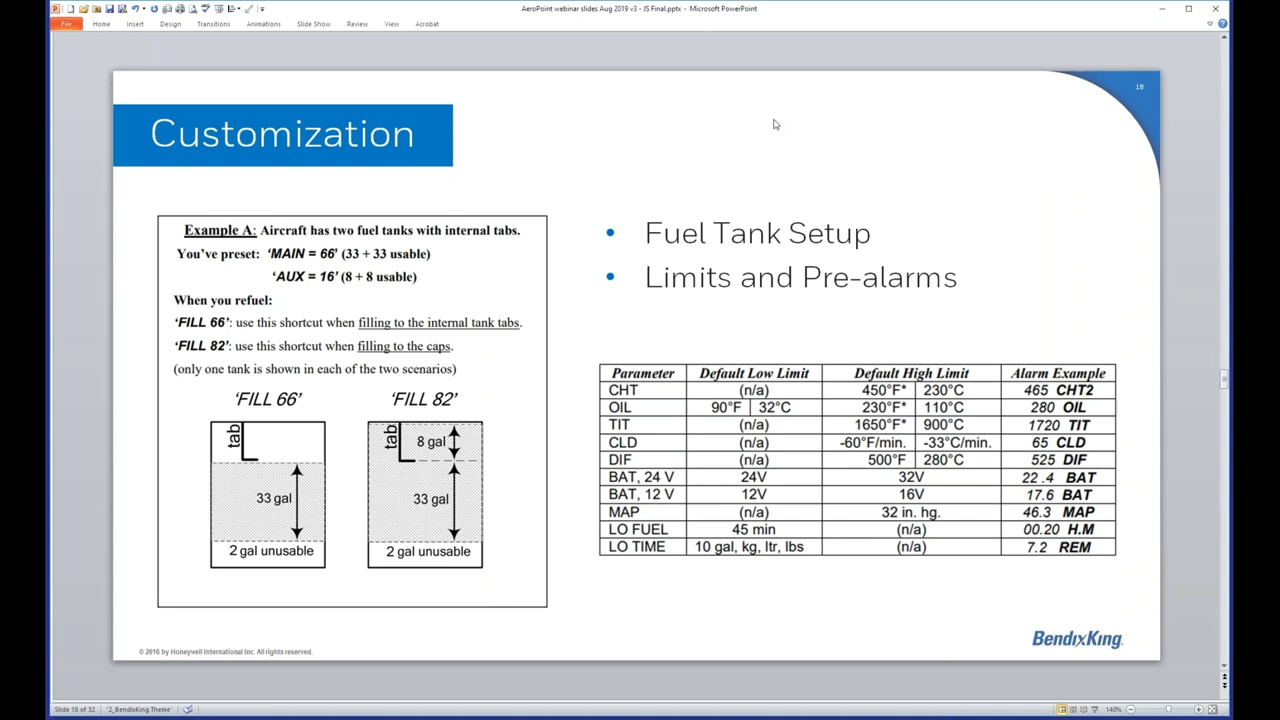 AeroPoint webinar slides Aug 2019 v3 - JS Final.pptx - Microsoft PowerPoint
File Home Insert Design Transitions Animations Slide Show Review View Acrobat
18
Customization
Example A: Aircraft has two fuel tanks with internal tabs.
You've preset: 'MAIN = 66' (33 + 33 usable)
'AUX = 16' (8 + 8 usable)
When you refuel:
'FILL 66': use this shortcut when filling to the internal tank tabs.
'FILL 82': use this shortcut when filling to the caps.
(only one tank is shown in each of the two scenarios)
'FILL 66' 'FILL 82'
tab tab 8 gal
33 gal 33 gal
2 gal unusable 2 gal unusable
• Fuel Tank Setup
• Limits and Pre-alarms
Parameter Default Low Limit Default High Limit Alarm Example
CHT (n/a) 450°F* 230°C 465 CHT2
OIL 90°F 32°C 230°F* 110°C 280 OIL
TIT (n/a) 1650°F* 900°C 1720 TIT
CLD (n/a) -60°F/min. -33°C/min. 65 CLD
DIF (n/a) 500°F 280°C 525 DIF
BAT, 24 V 24V 32V 22 .4 BAT
BAT, 12 V 12V 16V 17.6 BAT
MAP (n/a) 32 in. hg. 46.3 MAP
LO FUEL 45 min (n/a) 00.20 H.M
LO TIME 10 gal, kg, ltr, lbs (n/a) 7.2 REM
© 2016 by Honeywell International Inc. All rights reserved.
BendixKing
Slide 18 of 32 "2_BendixKing Theme" 140%